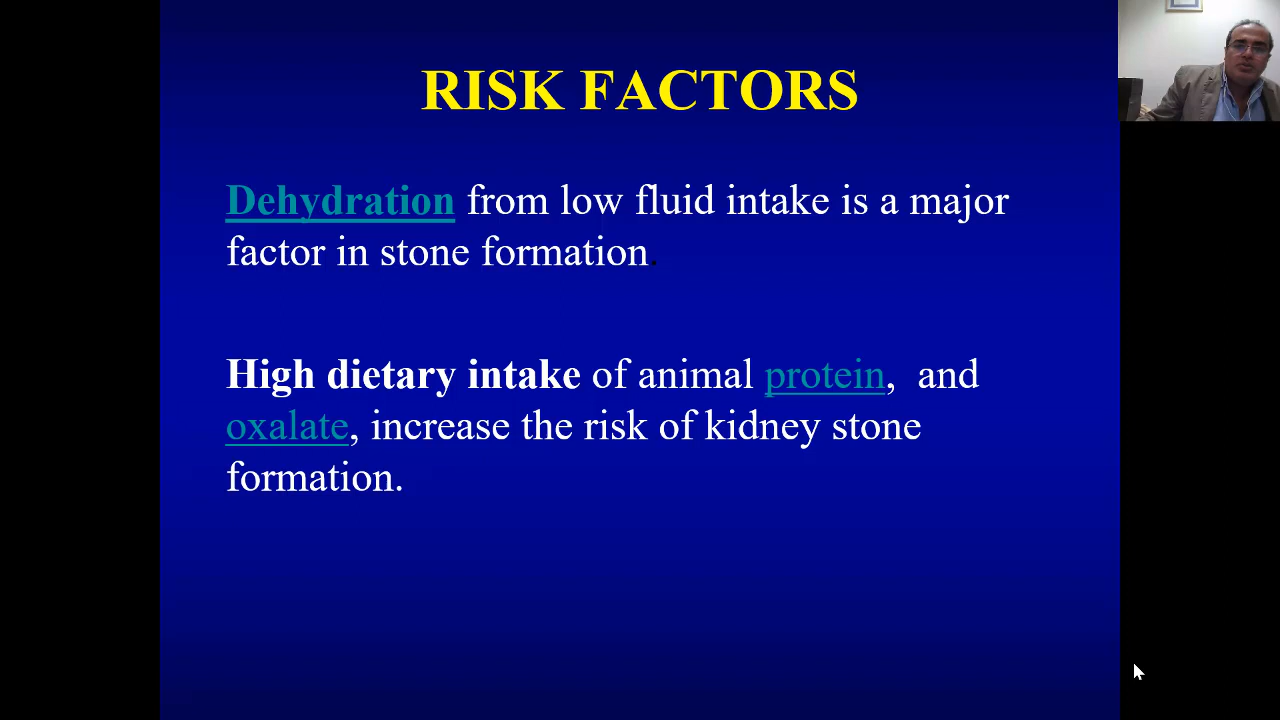 RISK FACTORS
Dehydration from low fluid intake is a major
factor in stone formation.
High dietary intake of animal protein,  and
oxalate, increase the risk of kidney stone
formation.